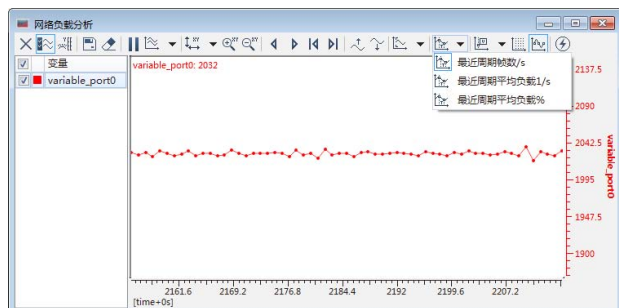 网络负载分析
变量
variable_port0
variable_port0: 2032
最近周期帧数/s
最近周期平均负载1/s
最近周期平均负载%
2137.5
2090
2042.5
1995
1947.5
1900
variable_port0
2161.6 2169.2 2176.8 2184.4 2192 2199.6 2207.2
[time+0s]